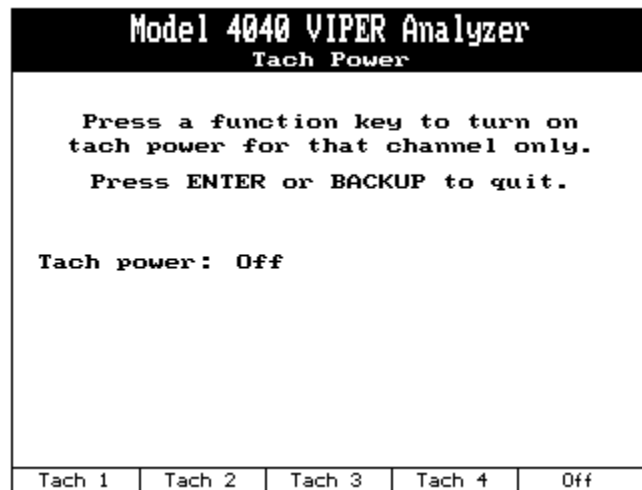 Model 4040 VIPER Analyzer
Tach Power
Press a function key to turn on
tach power for that channel only.
Press ENTER or BACKUP to quit.
Tach power: Off
Tach 1 Tach 2 Tach 3 Tach 4 Off